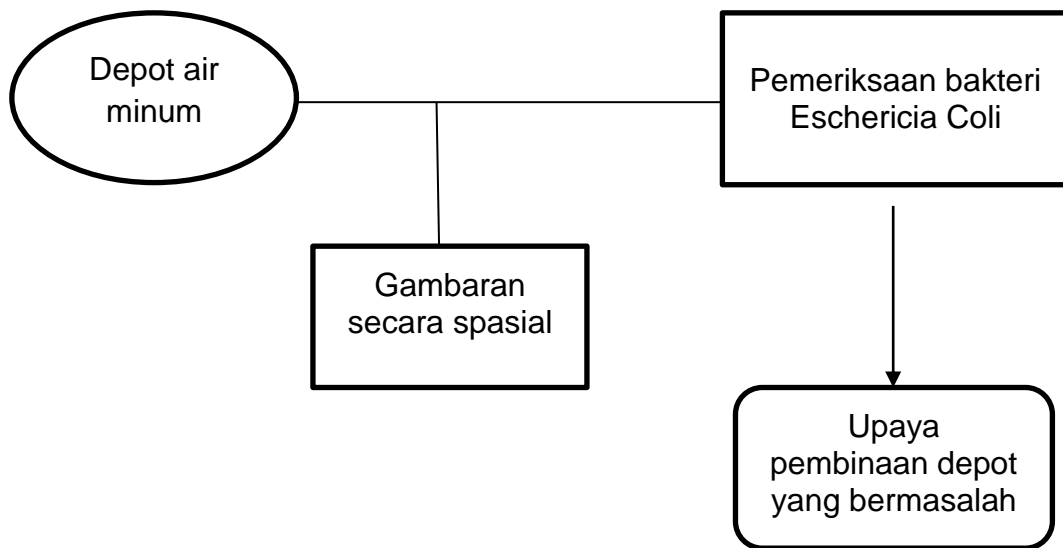 Depot air
minum
Pemeriksaan bakteri
Eschericia Coli
Gambaran
secara spasial
Upaya
pembinaan depot
yang bermasalah